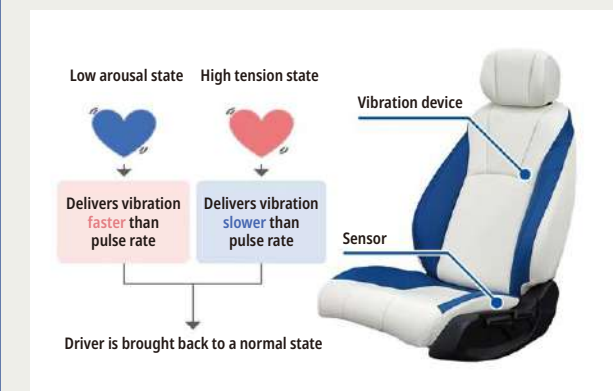 Low arousal state
High tension state
Vibration device
Delivers vibration
faster than
pulse rate
Delivers vibration
slower than
pulse rate
Sensor
Driver is brought back to a normal state